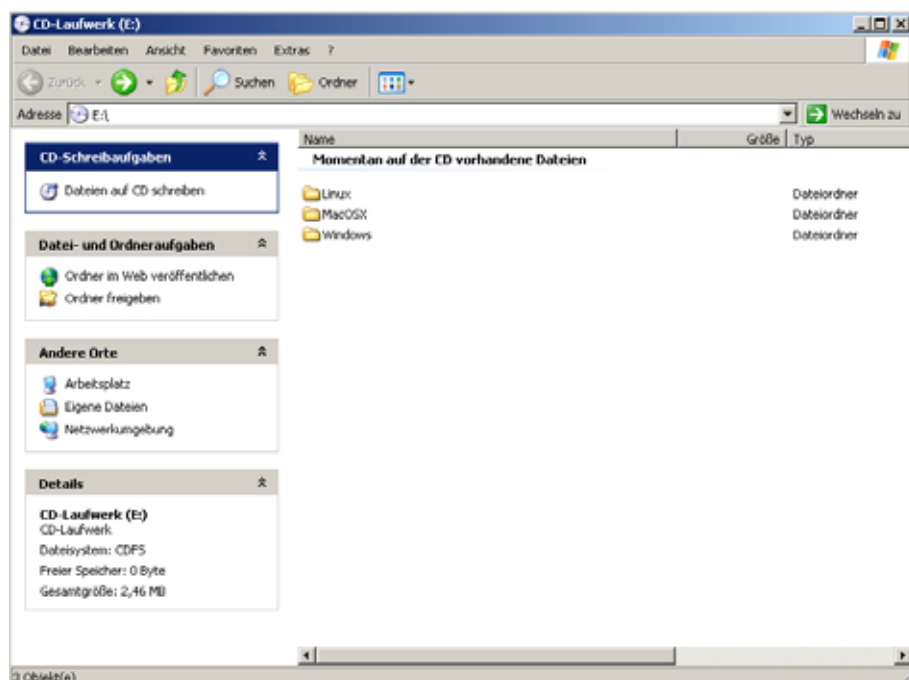 CD-Laufwerk (E:)
Datei Bearbeiten Ansicht Favoriten Extras ?
Zurück Suchen Ordner
Adresse E:\ Wechseln zu
Name Größe Typ
CD-Schreibaufgaben
Dateien auf CD schreiben
Datei- und Ordneraufgaben
Ordner im Web veröffentlichen
Ordner freigeben
Andere Orte
Arbeitsplatz
Eigene Dateien
Netzwerkumgebung
Details
CD-Laufwerk (E:)
CD-Laufwerk
Dateisystem: CDFS
Freier Speicher: 0 Byte
Gesamtgröße: 2,46 MB
Momentan auf der CD vorhandene Dateien
Linux Dateiordner
MacOSX Dateiordner
Windows Dateiordner
3 Objekt(e)